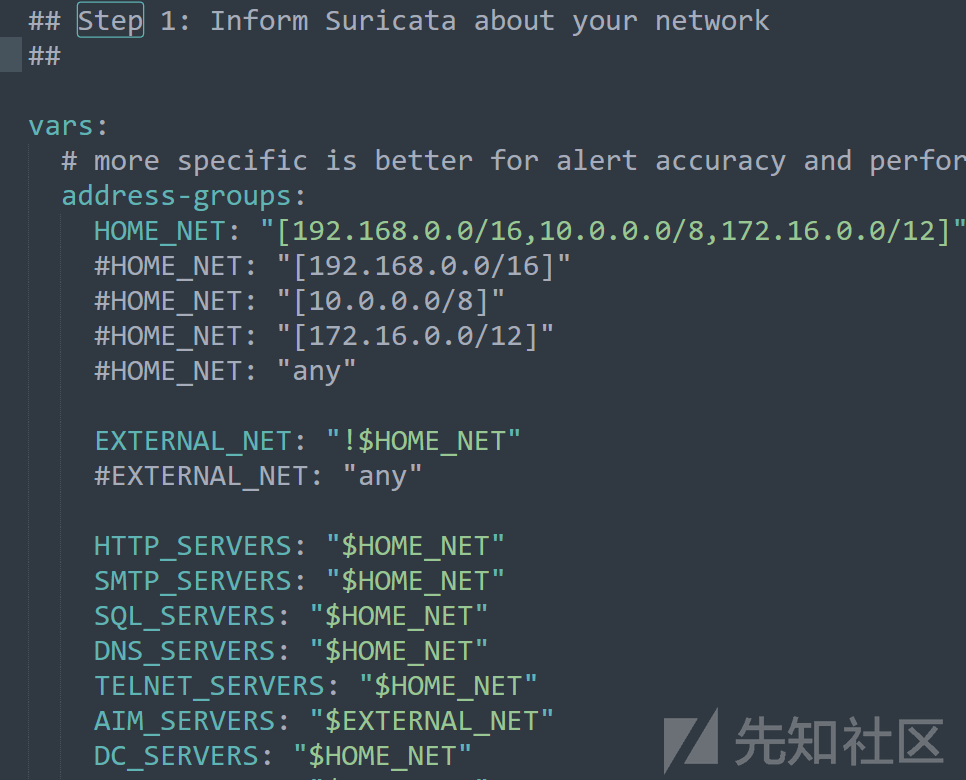 ## Step 1: Inform Suricata about your network
##
vars:
# more specific is better for alert accuracy and
address-groups:
HOME_NET: "[192.168.0.0/16,10.0.0.0/8,172.16.0.0/12]"
#HOME_NET: "[192.168.0.0/16]"
#HOME_NET: "[10.0.0.0/8]"
#HOME_NET: "[172.16.0.0/12]"
#HOME_NET: "any"
EXTERNAL_NET: "!$HOME_NET"
#EXTERNAL_NET: "any"
HTTP_SERVERS: "$HOME_NET"
SMTP_SERVERS: "$HOME_NET"
SQL_SERVERS: "$HOME_NET"
DNS_SERVERS: "$HOME_NET"
TELNET_SERVERS: "$HOME_NET"
AIM_SERVERS: "$EXTERNAL_NET"
DC_SERVERS: "$HOME_NET"
先知社区